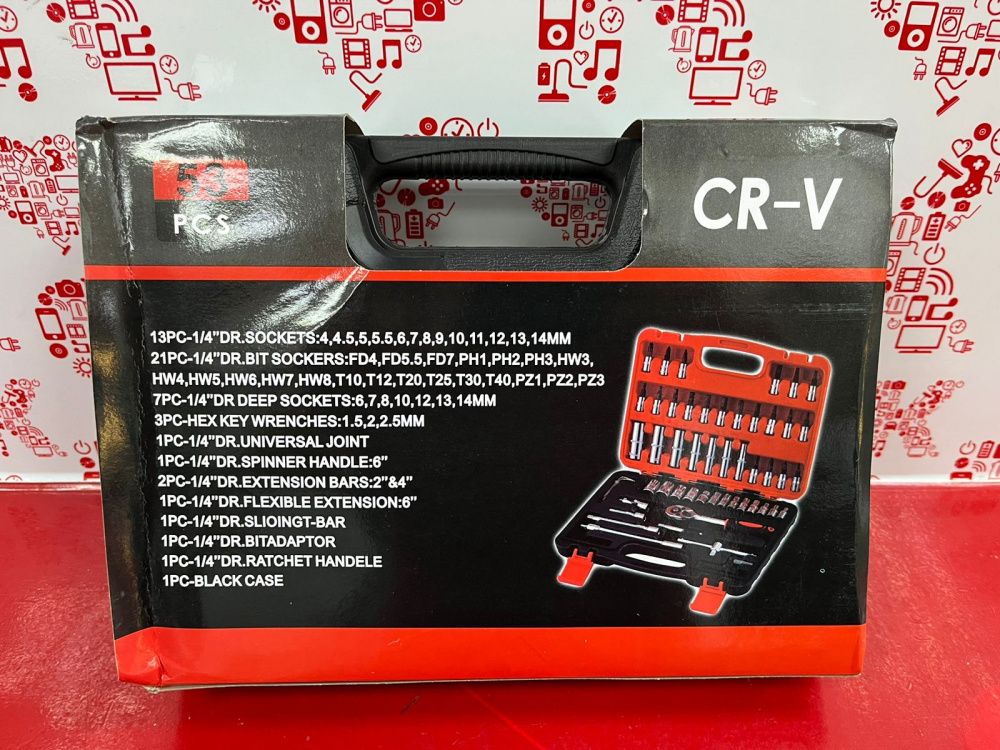 53
PCS
CR-V
13PC-1/4”DR.SOCKETS:4,4.5,5,5.5,6,7,8,9,10,11,12,13,14MM
21PC-1/4”DR.BIT SOCKERS:FD4,FD5.5,FD7,PH1,PH2,PH3,HW3,
HW4,HW5,HW6,HW7,HW8,T10,T12,T20,T25,T30,T40,PZ1,PZ2,PZ3
7PC-1/4”DR DEEP SOCKETS:6,7,8,10,12,13,14MM
3PC-HEX KEY WRENCHES:1.5,2,2.5MM
1PC-1/4”DR.UNIVERSAL JOINT
1PC-1/4”DR.SPINNER HANDLE:6”
2PC-1/4”DR.EXTENSION BARS:2”&4”
1PC-1/4”DR.FLEXIBLE EXTENSION:6”
1PC-1/4”DR.SLIOINGT-BAR
1PC-1/4”DR.BITADAPTOR
1PC-1/4”DR.RATCHET HANDELE
1PC-BLACK CASE